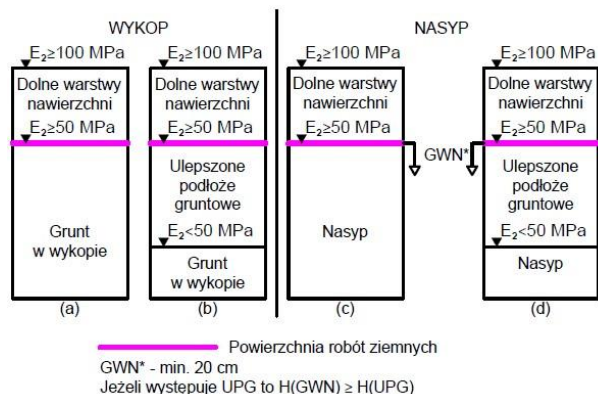 WYKOP NASYP
E₂≥100 MPa E₂≥100 MPa E₂≥100 MPa E₂≥100 MPa
Dolne warstwy nawierzchni Dolne warstwy nawierzchni Dolne warstwy nawierzchni Dolne warstwy nawierzchni
E₂≥50 MPa E₂≥50 MPa E₂≥50 MPa E₂≥50 MPa
GWN*
Grunt w wykopie
Ulepszone podłoże gruntowe
E₂<50 MPa
Grunt w wykopie
Nasyp
Ulepszone podłoże gruntowe
E₂<50 MPa
Nasyp
(a) (b) (c) (d)
Powierzchnia robót ziemnych
GWN* - min. 20 cm
Jeżeli występuje UPG to H(GWN) ≥ H(UPG)